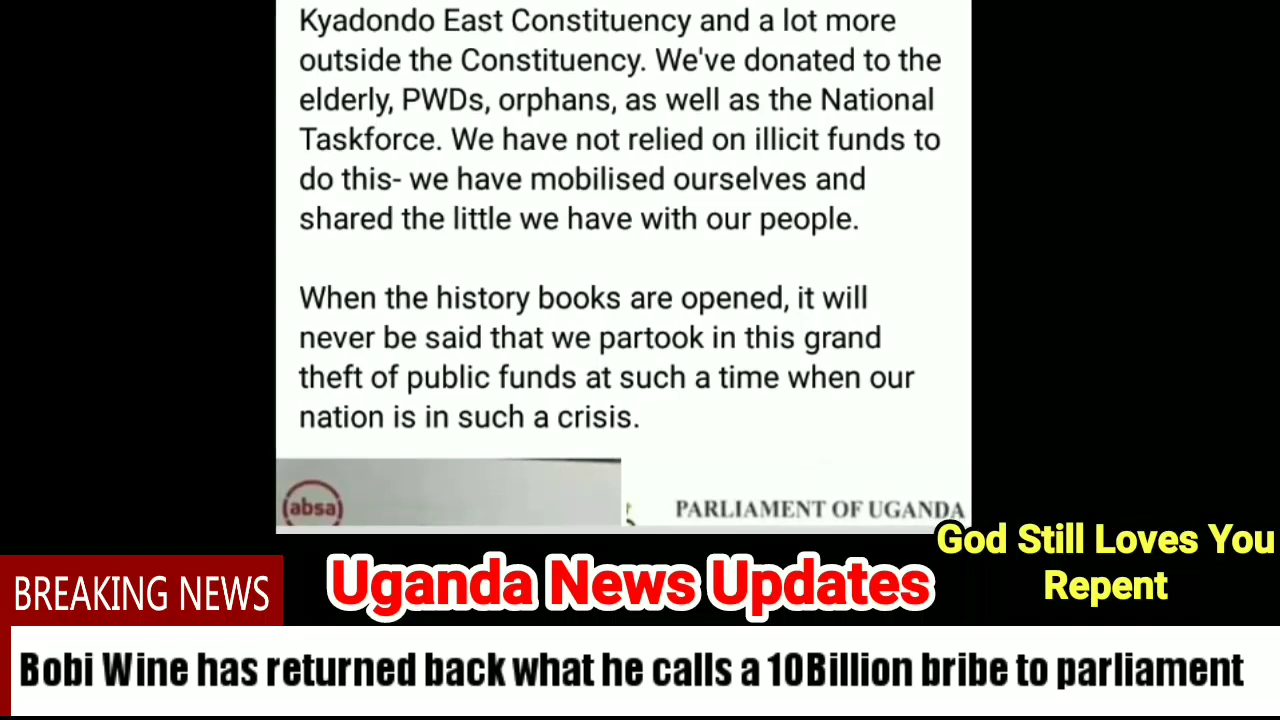 Kyadondo East Constituency and a lot more
outside the Constituency. We've donated to the
elderly, PWDs, orphans, as well as the National
Taskforce. We have not relied on illicit funds to
do this- we have mobilised ourselves and
shared the little we have with our people.
When the history books are opened, it will
never be said that we partook in this grand
theft of public funds at such a time when our
nation is in such a crisis.
absa
PARLIAMENT OF UGANDA
God Still Loves You
Repent
BREAKING NEWS
Uganda News Updates
Bobi Wine has returned back what he calls a 10Billion bribe to parliament